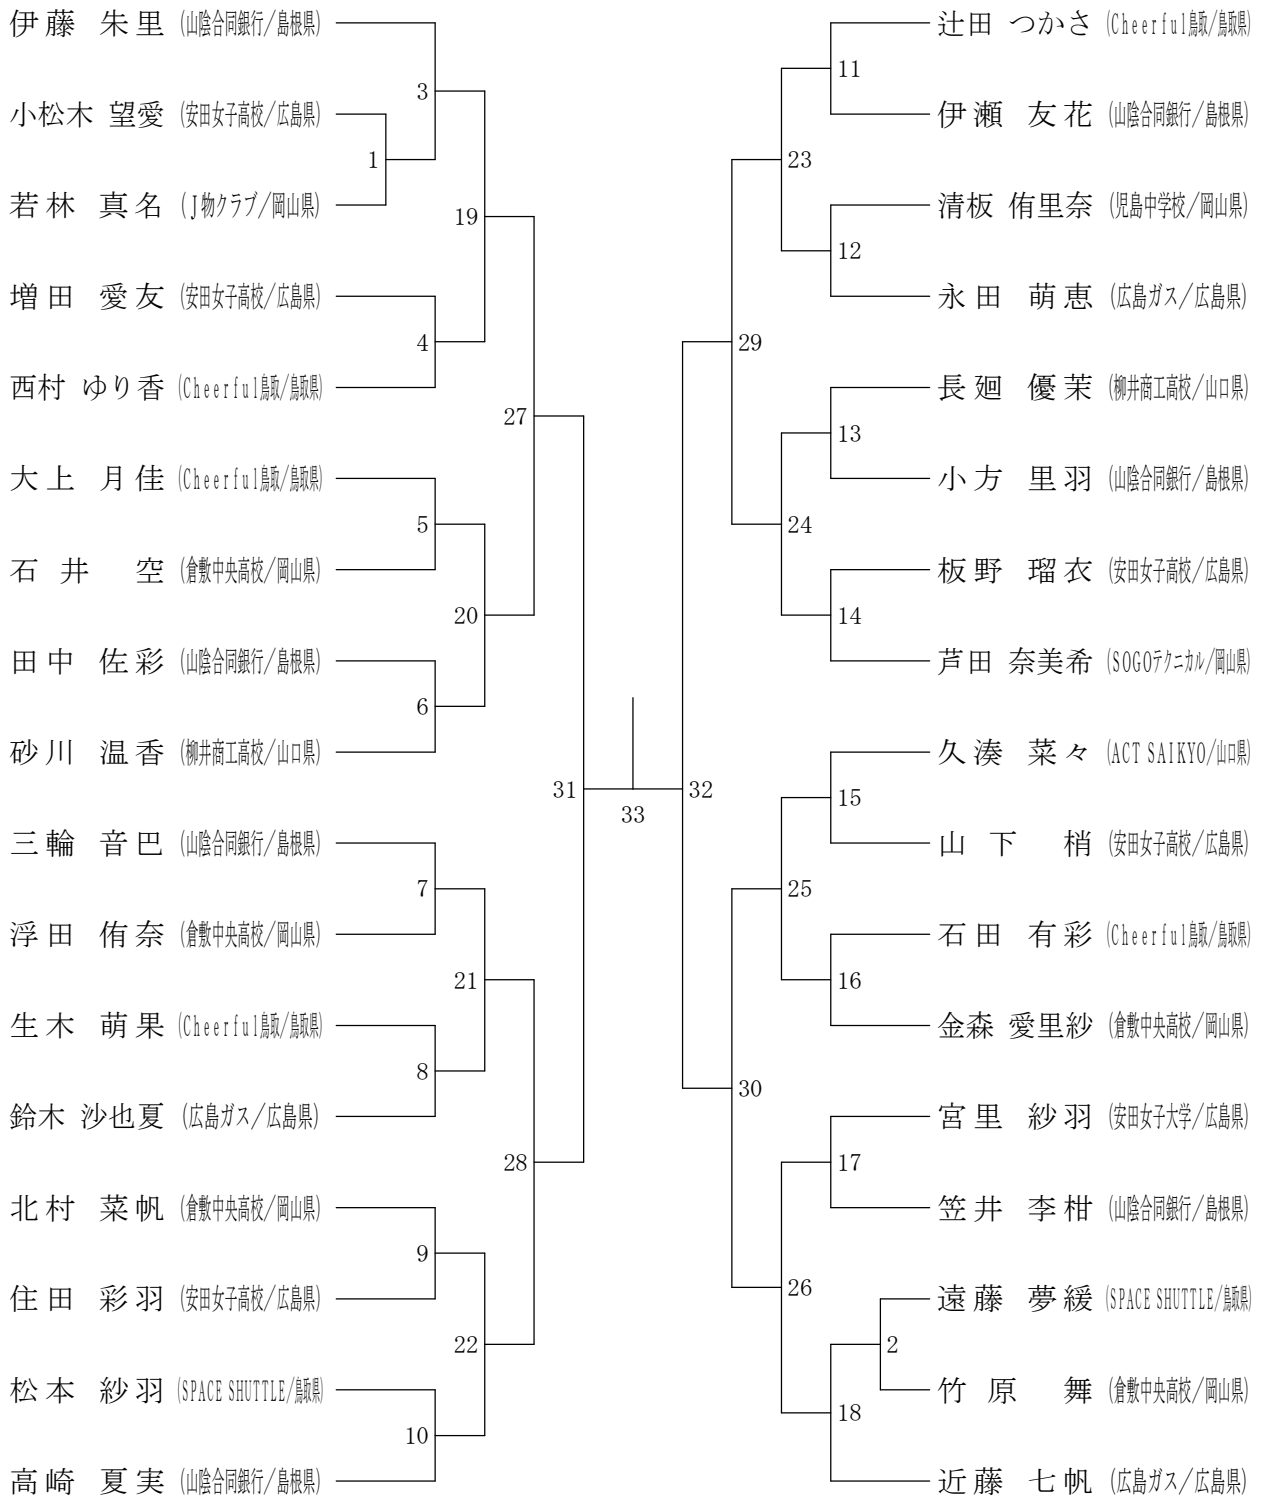 伊藤 朱里 (山陰合同銀行/島根県)
3
小松木 望愛 (安田女子高校/広島県)
1
若林 真名 (J物クラブ/岡山県)
19
増田 愛友 (安田女子高校/広島県)
4
西村 ゆり香 (Cheerful鳥取/鳥取県)
27
大上 月佳 (Cheerful鳥取/鳥取県)
5
石井 空 (倉敷中央高校/岡山県)
20
田中 佐彩 (山陰合同銀行/島根県)
6
砂川 温香 (柳井商工高校/山口県)
31
三輪 音巴 (山陰合同銀行/島根県)
7
浮田 侑奈 (倉敷中央高校/岡山県)
21
生木 萌果 (Cheerful鳥取/鳥取県)
8
鈴木 沙也夏 (広島ガス/広島県)
28
北村 菜帆 (倉敷中央高校/岡山県)
9
住田 彩羽 (安田女子高校/広島県)
22
松本 紗羽 (SPACE SHUTTLE/鳥取県)
10
高崎 夏実 (山陰合同銀行/島根県)
33
辻田 つかさ (Cheerful鳥取/鳥取県)
11
伊瀬 友花 (山陰合同銀行/島根県)
23
清板 侑里奈 (児島中学校/岡山県)
12
永田 萌恵 (広島ガス/広島県)
29
長廻 優茉 (柳井商工高校/山口県)
13
小方 里羽 (山陰合同銀行/島根県)
24
板野 瑠衣 (安田女子高校/広島県)
14
芦田 奈美希 (SOGOテクニカル/岡山県)
32
久湊 菜々 (ACT SAIKYO/山口県)
15
山下 梢 (安田女子高校/広島県)
25
石田 有彩 (Cheerful鳥取/鳥取県)
16
金森 愛里紗 (倉敷中央高校/岡山県)
30
宮里 紗羽 (安田女子大学/広島県)
17
笠井 李柑 (山陰合同銀行/島根県)
26
遠藤 夢緩 (SPACE SHUTTLE/鳥取県)
2
竹原 舞 (倉敷中央高校/岡山県)
18
近藤 七帆 (広島ガス/広島県)